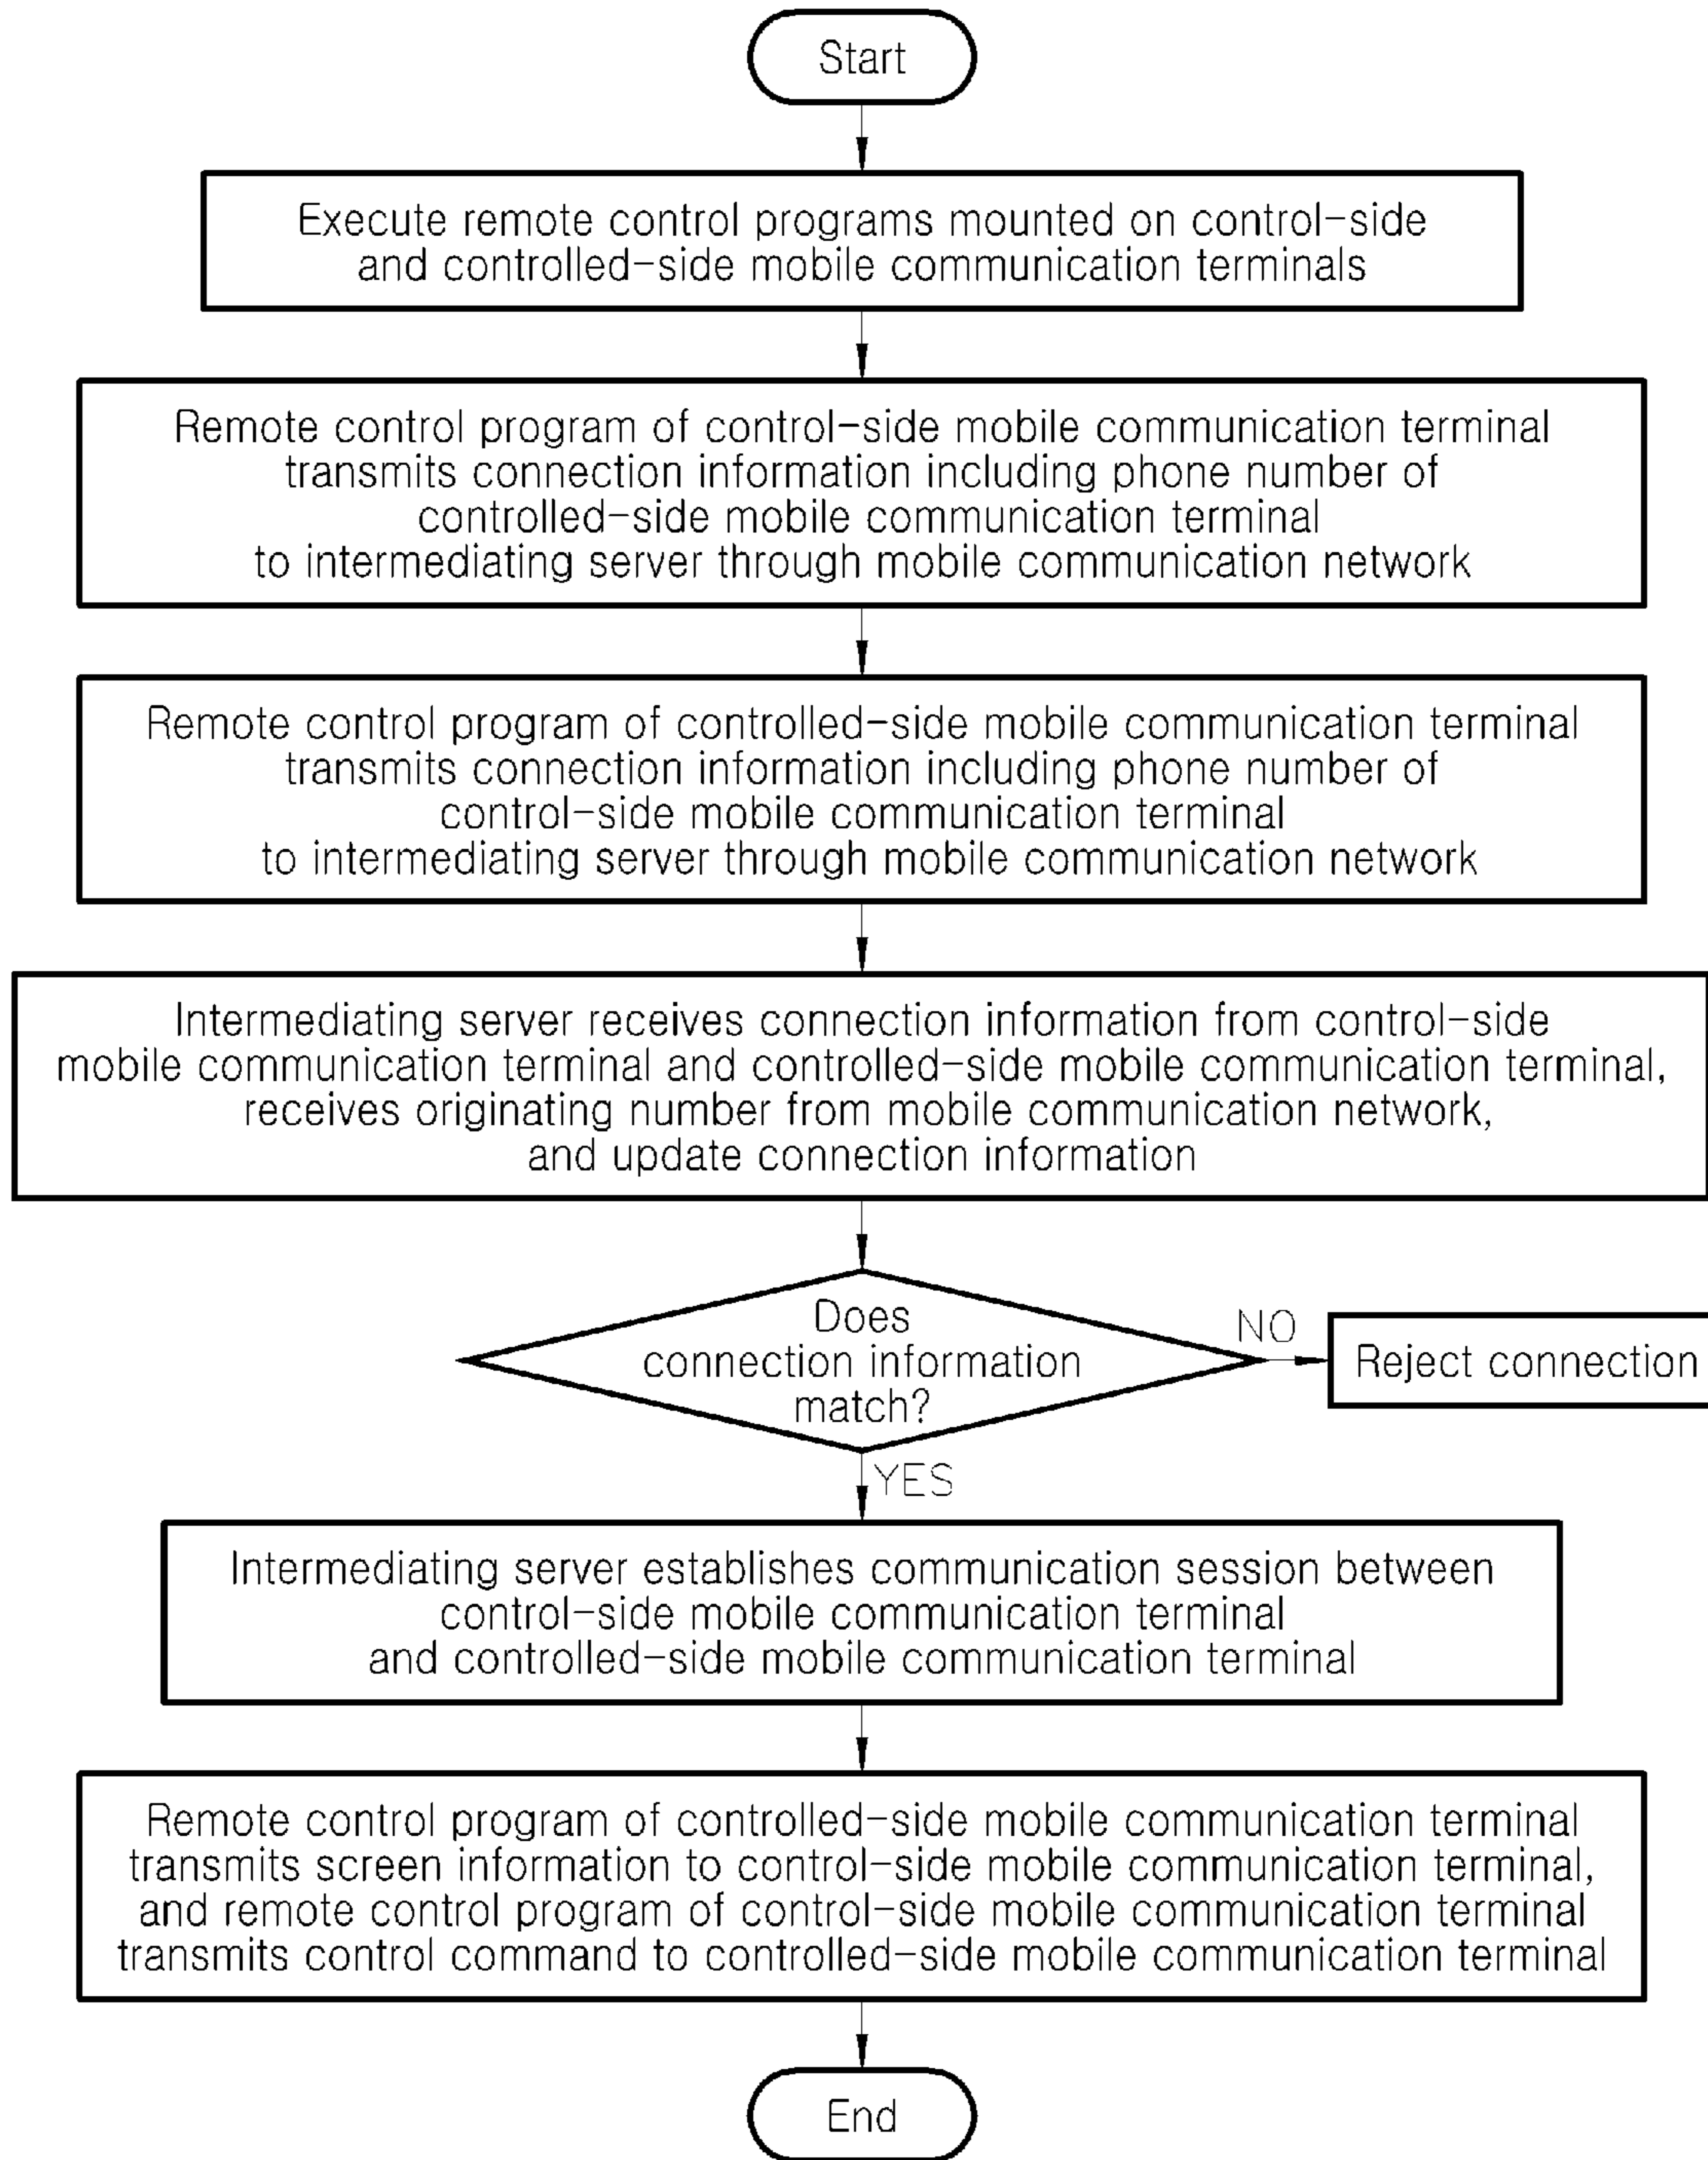 Start
Execute remote control programs mounted on control-side
and controlled-side mobile communication terminals
Remote control program of control-side mobile communication terminal
transmits connection information including phone number of
controlled-side mobile communication terminal
to intermediating server through mobile communication network
Remote control program of controlled-side mobile communication terminal
transmits connection information including phone number of
control-side mobile communication terminal
to intermediating server through mobile communication network
Intermediating server receives connection information from control-side
mobile communication terminal and controlled-side mobile communication terminal,
receives originating number from mobile communication network,
and update connection information
Does
connection information
match?
NO
Reject connection
YES
Intermediating server establishes communication session between
control-side mobile communication terminal
and controlled-side mobile communication terminal
Remote control program of controlled-side mobile communication terminal
transmits screen information to control-side mobile communication terminal,
and remote control program of control-side mobile communication terminal
transmits control command to controlled-side mobile communication terminal
End